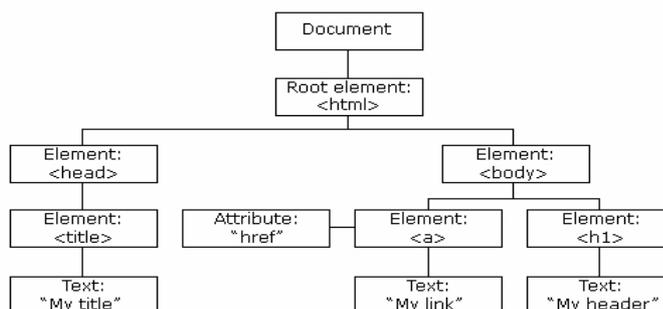 Document
Root element:
<html>
Element:
<head>
Element:
<body>
Element:
<title>
Attribute:
“href”
Element:
<a>
Element:
<h1>
Text:
“My title”
Text:
“My link”
Text:
“My header”